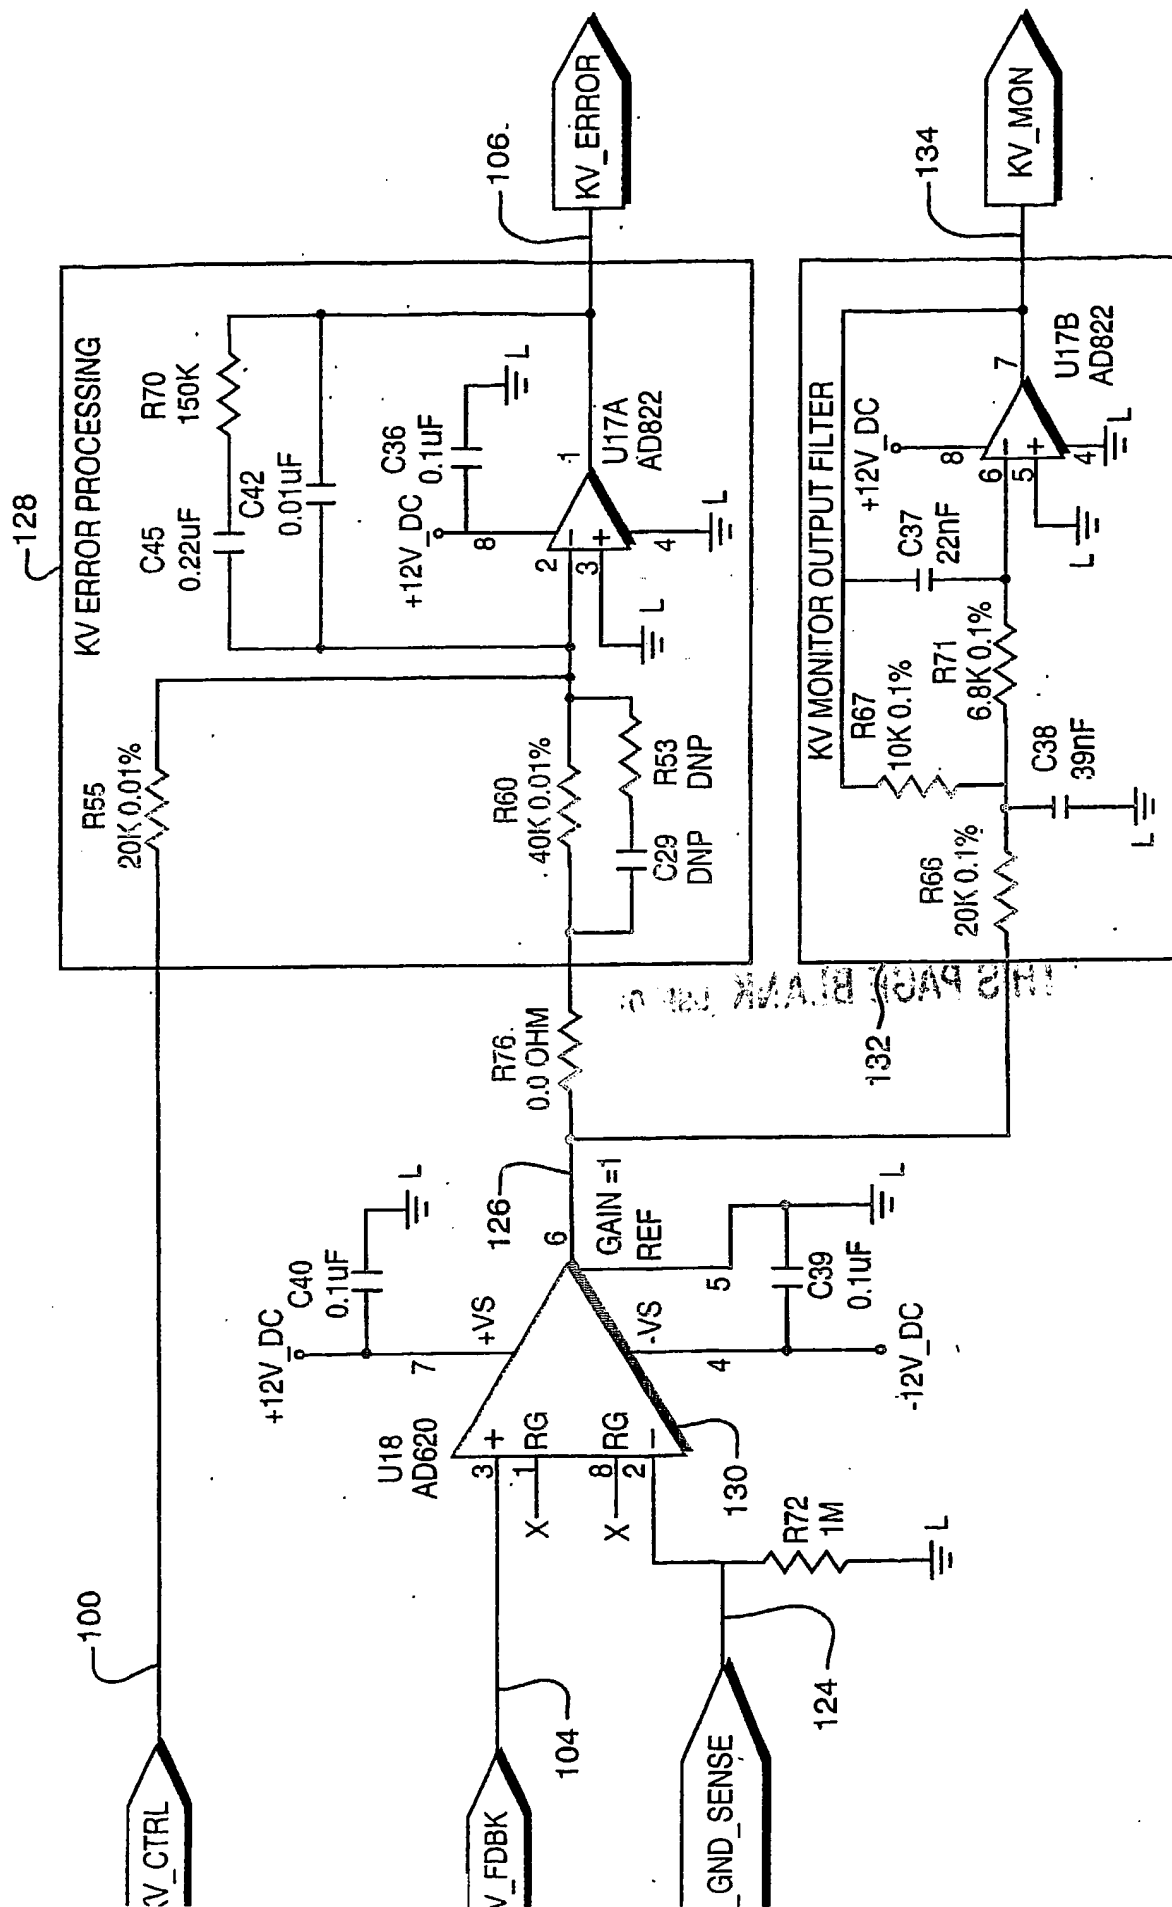 128
KV ERROR PROCESSING
R55
20K 0.01%
C45
0.22uF
R70
150K
C42
0.01uF
C36
0.1uF
L
+12V_DC
8
2
3
1
4
U17A
AD822
L
L
R60
40K 0.01%
C29
DNP
R53
DNP
106
KV_ERROR
KV MONITOR OUTPUT FILTER
R67
10K 0.1%
C37
22nF
+12V_DC
8
6
5
7
4
U17B
AD822
L
L
R66
20K 0.1%
R71
6.8K 0.1%
C38
39nF
L
132
134
KV_MON
THIS PAGE BLANK
R76
0.0 OHM
126
6
GAIN =1
REF
5
C40
0.1uF
L
+12V_DC
7
+VS
U18
AD620
3
+
1
RG
X
8
RG
X
2
-VS
4
C39
0.1uF
L
-12V_DC
130
R72
1M
L
100
KV_CTRL
104
V_FDBK
124
_GND_SENSE